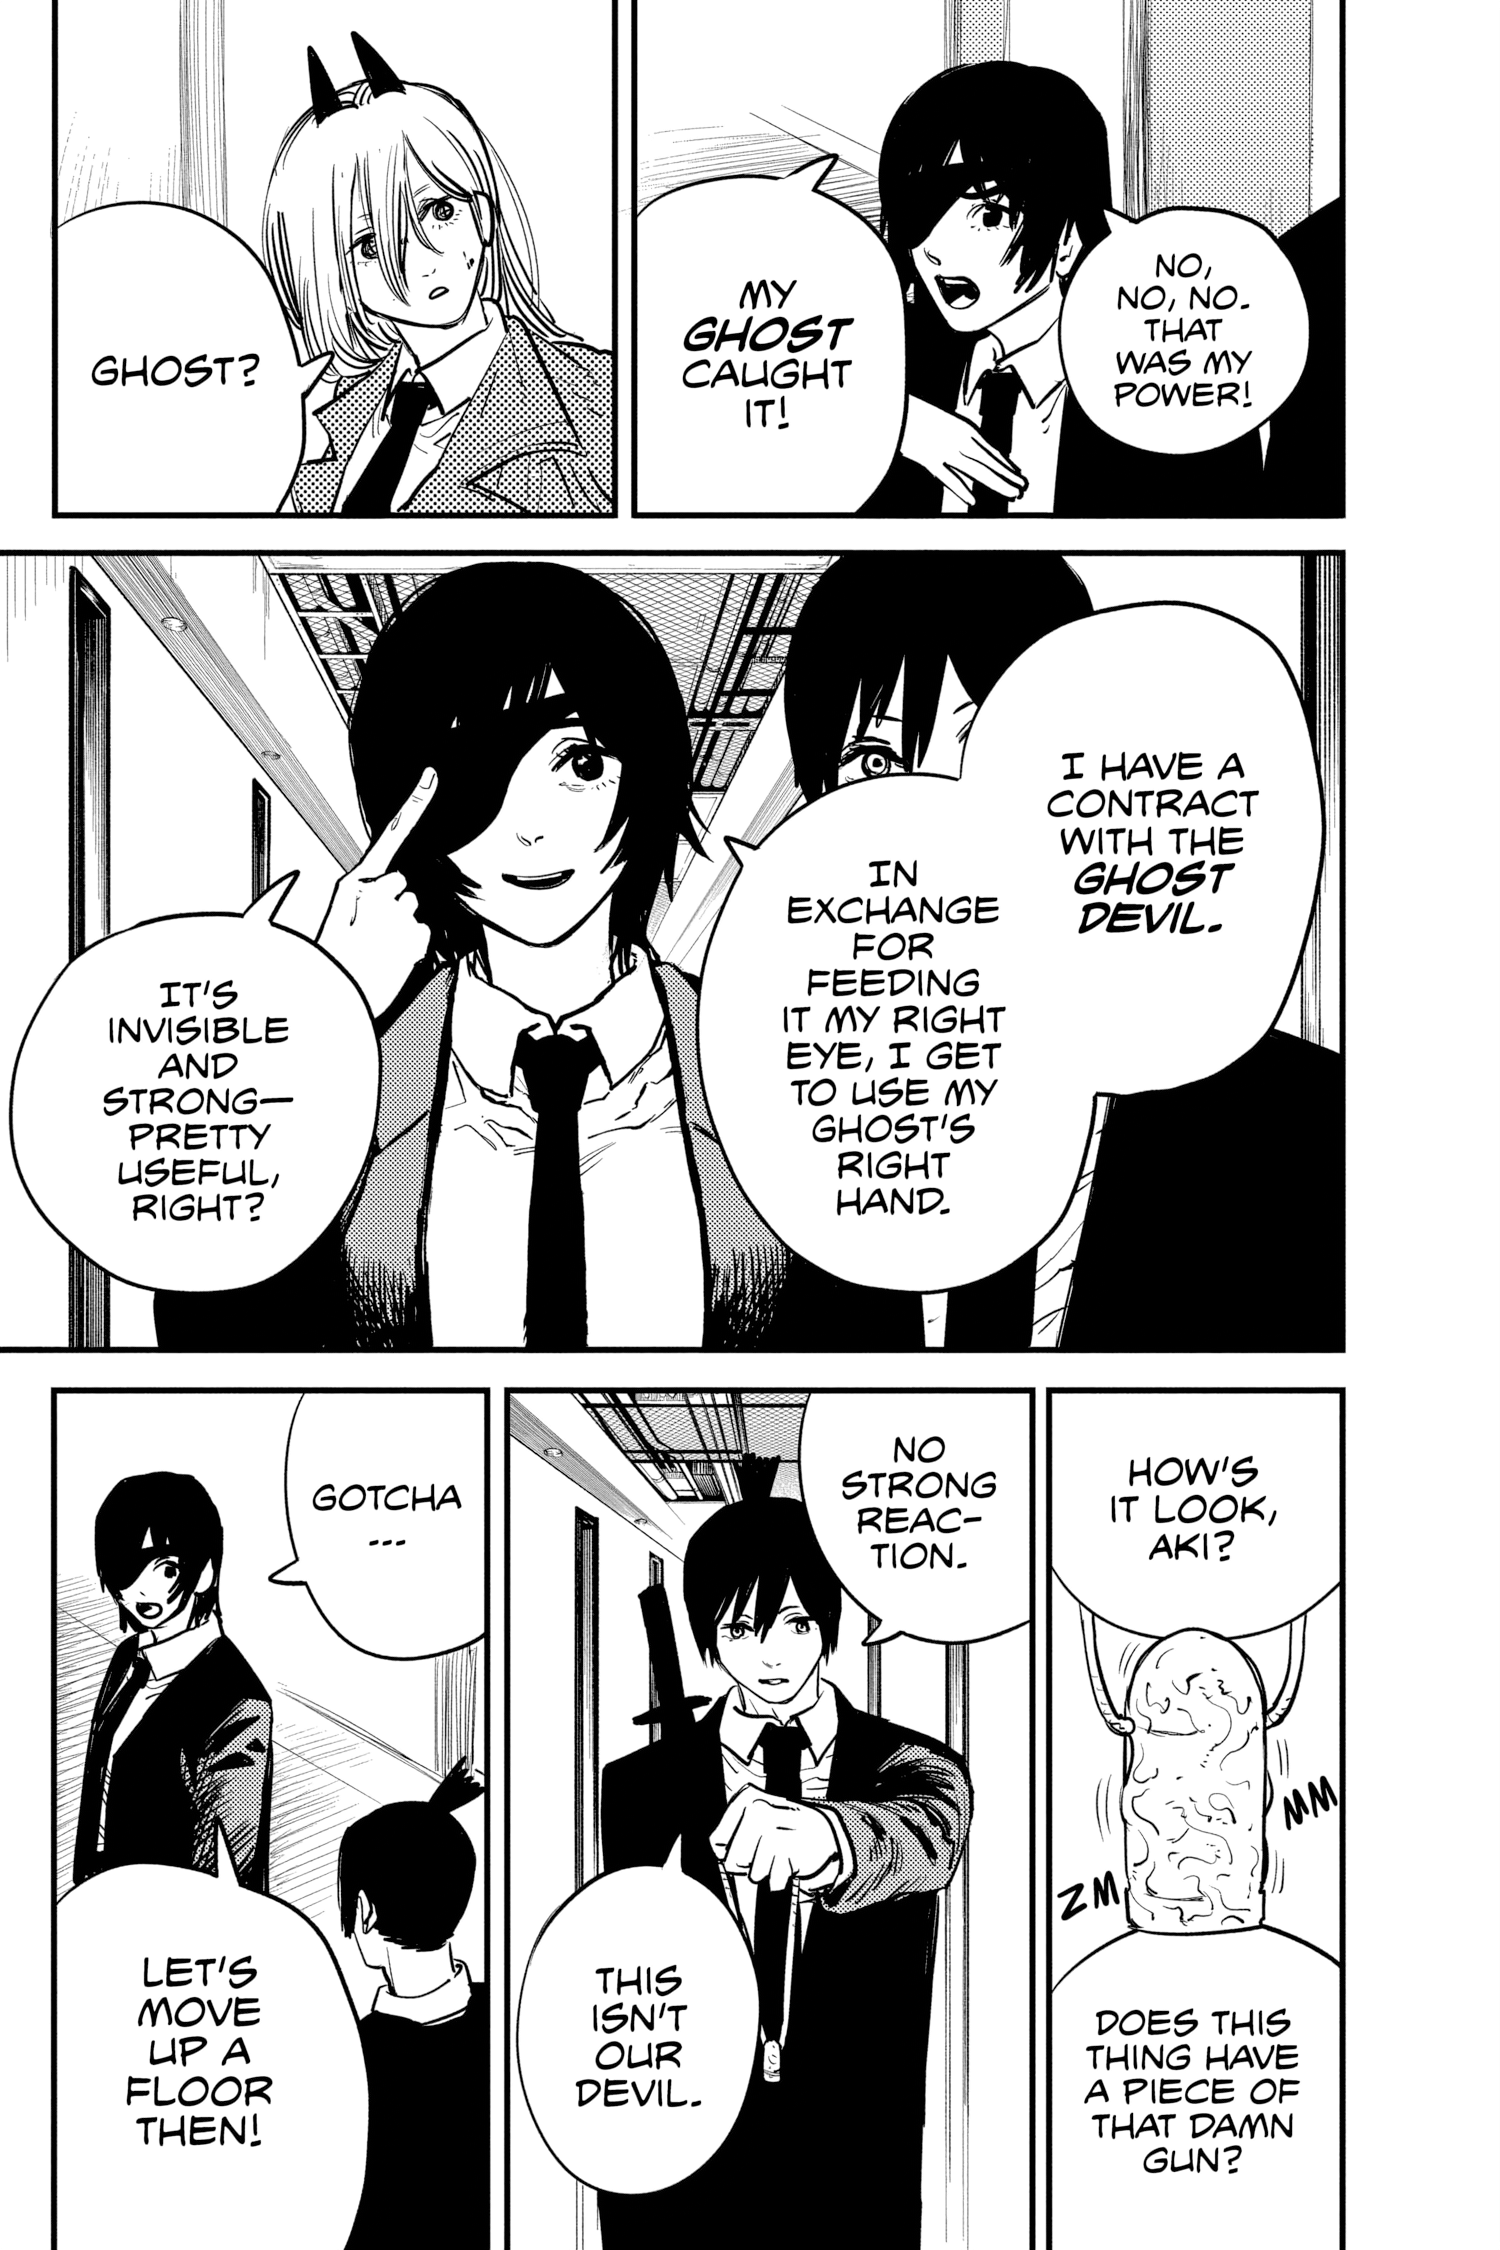 NO,
NO, NO.
THAT
WAS MY
POWER!
MY
GHOST
CAUGHT
IT!
GHOST?
I HAVE A
CONTRACT
WITH THE
GHOST
DEVIL.
IN
EXCHANGE
FOR
FEEDING
IT MY RIGHT
EYE, I GET
TO USE MY
GHOST'S
RIGHT
HAND.
IT'S
INVISIBLE
AND
STRONG—
PRETTY
USEFUL,
RIGHT?
HOW'S
IT LOOK,
AKI?
MM
ZM
DOES THIS
THING HAVE
A PIECE OF
THAT DAMN
GUN?
NO
STRONG
REAC-
TION.
THIS
ISN'T
OUR
DEVIL.
GOTCHA
...
LET'S
MOVE
UP A
FLOOR
THEN!